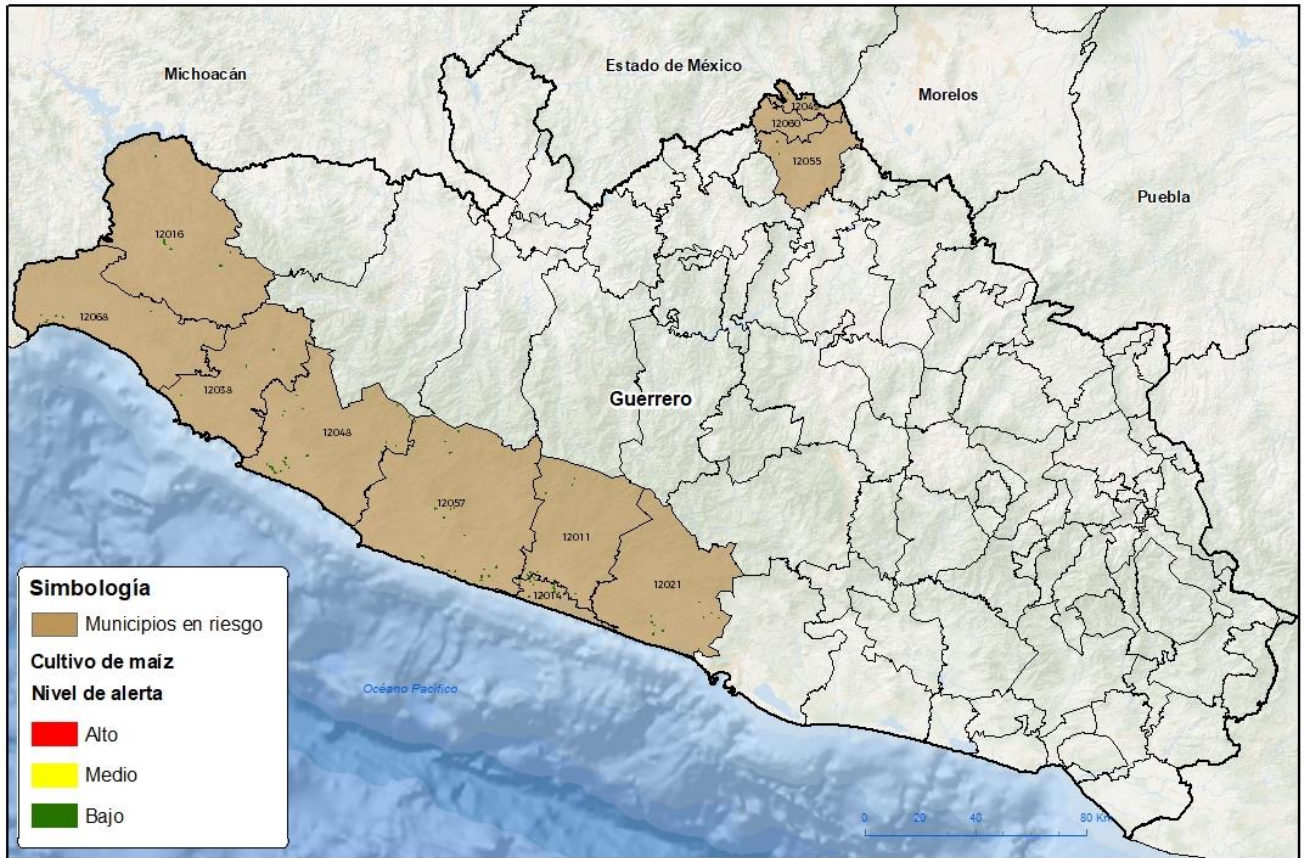 Michoacán
Estado de México
Morelos
Puebla
12060
12055
12016
12068
12038
12048
12057
12011
12014
12021
Guerrero
Océano Pacífico
Simbología
Municipios en riesgo
Cultivo de maíz
Nivel de alerta
Alto
Medio
Bajo
0 20 40 80 Km